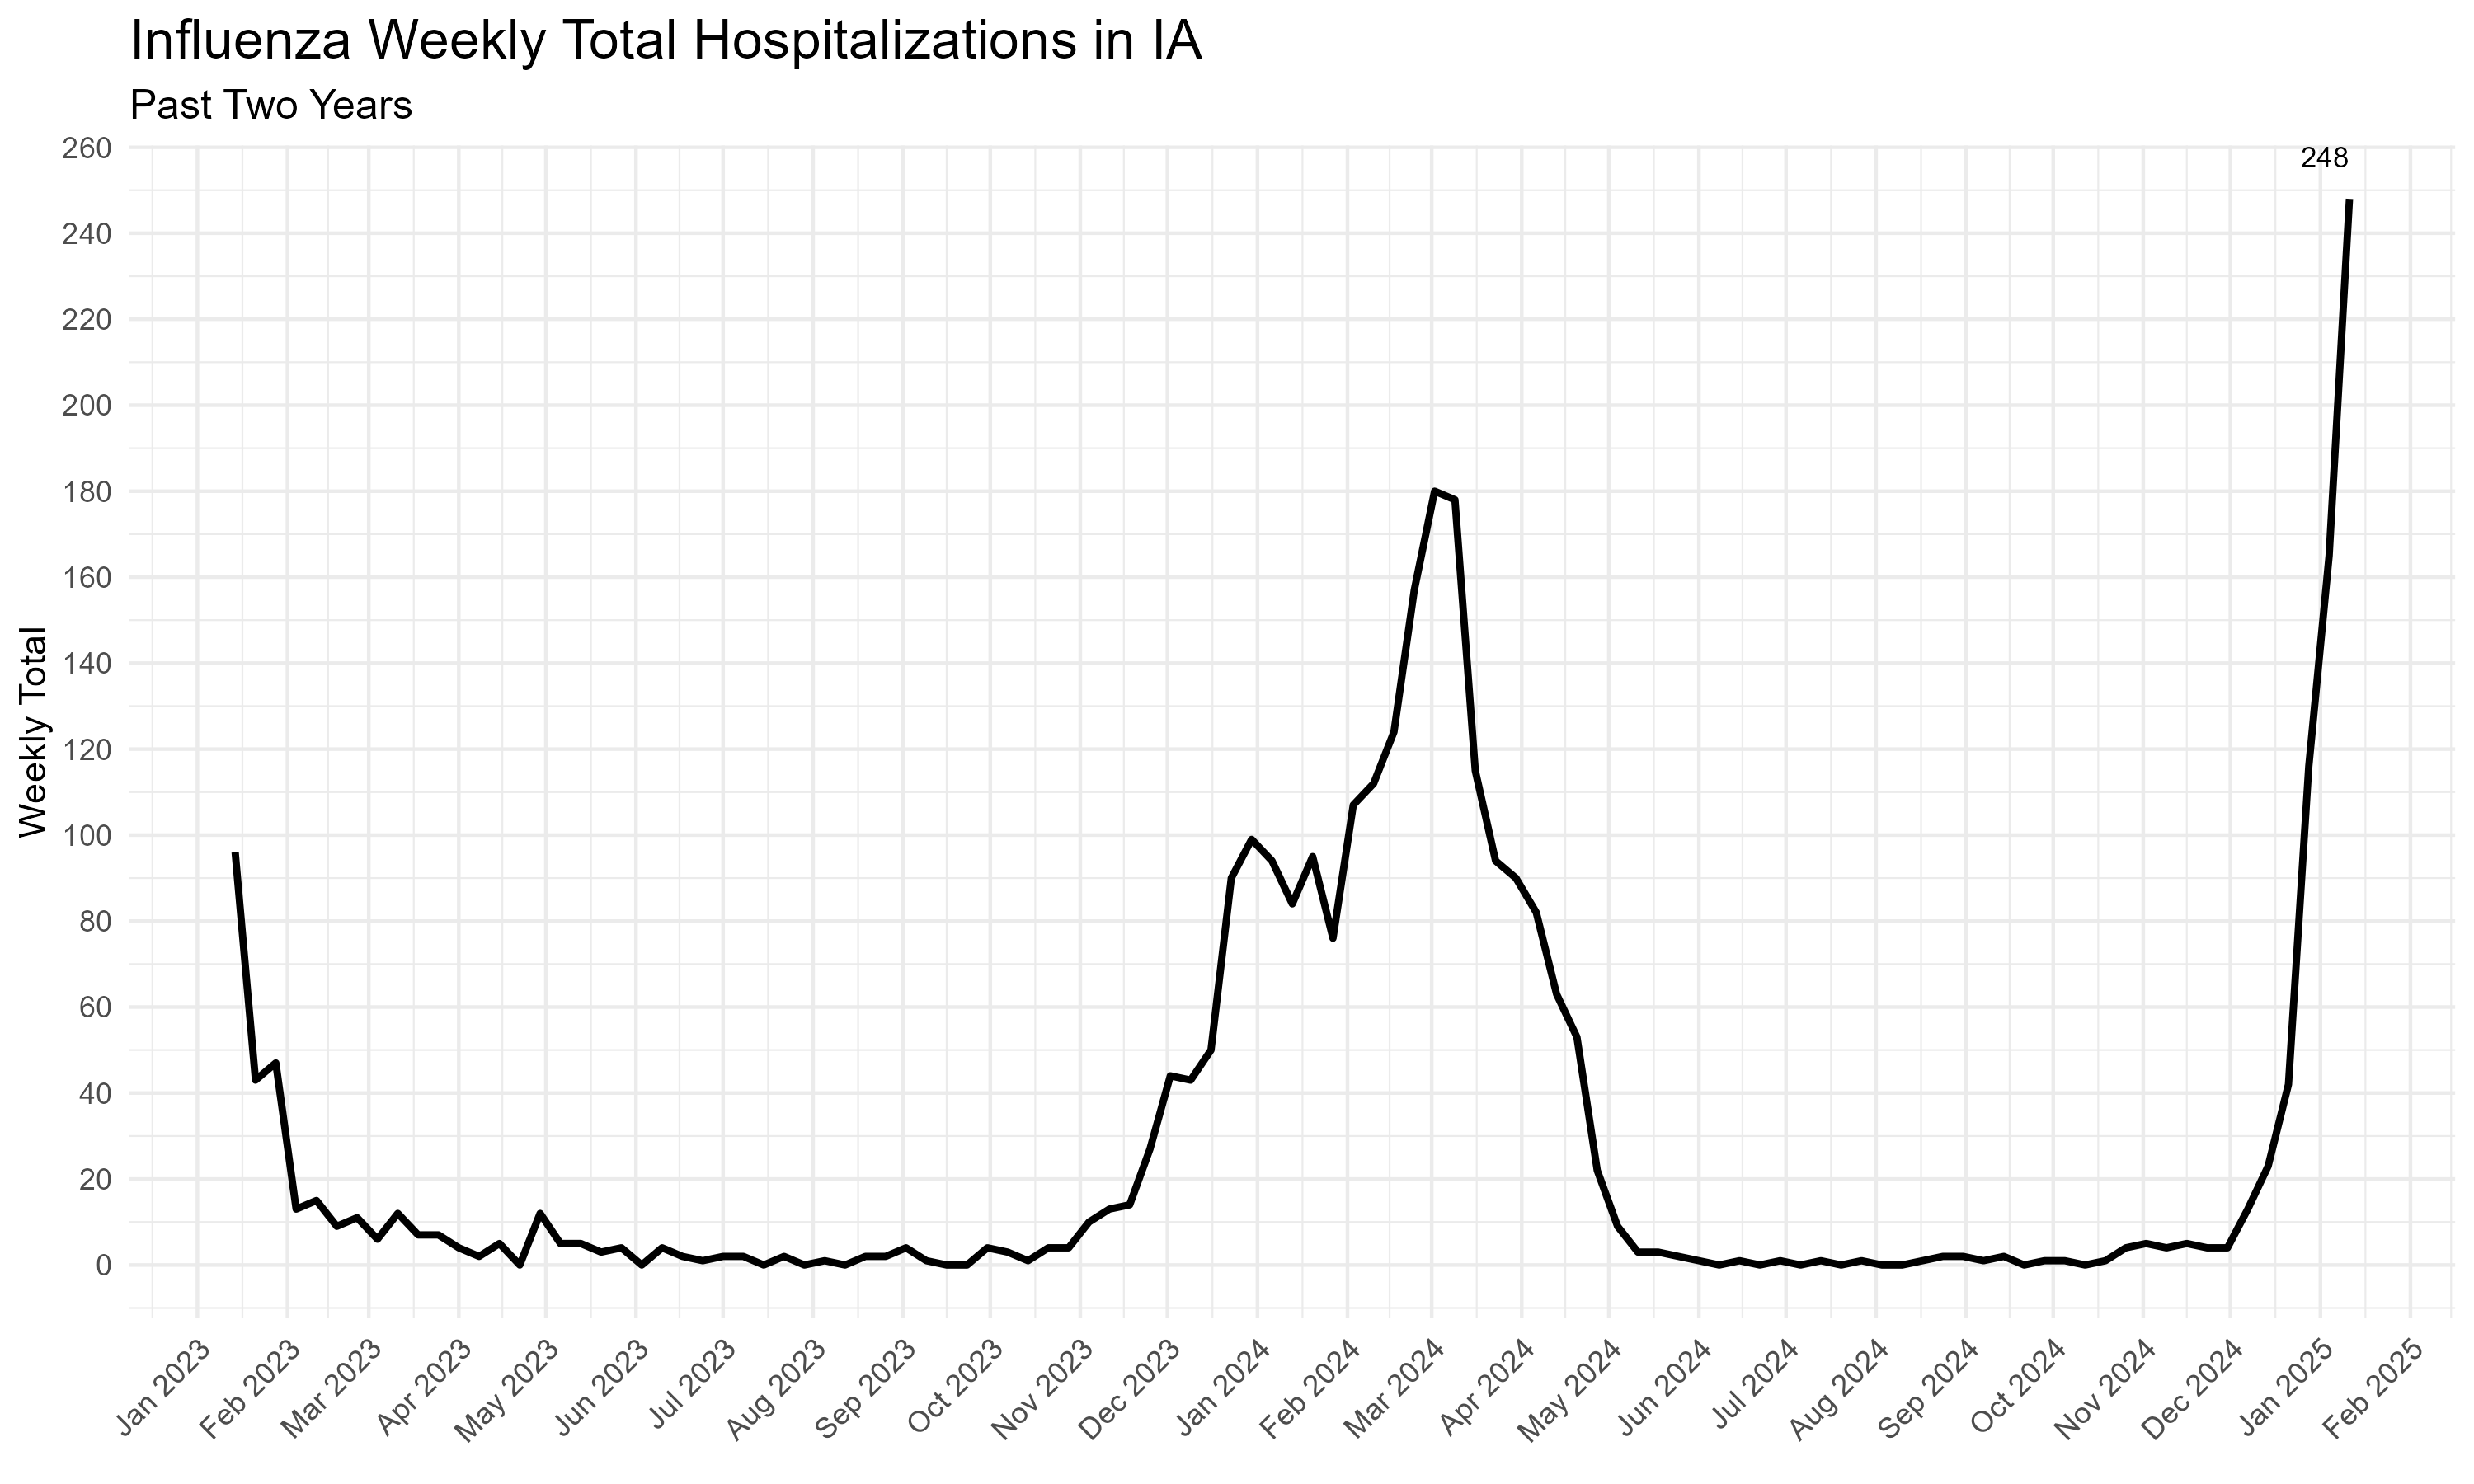 Influenza Weekly Total Hospitalizations in IA
Past Two Years
Weekly Total
260
240
220
200
180
160
140
120
100
80
60
40
20
0
248
Jan 2023
Feb 2023
Mar 2023
Apr 2023
May 2023
Jun 2023
Jul 2023
Aug 2023
Sep 2023
Oct 2023
Nov 2023
Dec 2023
Jan 2024
Feb 2024
Mar 2024
Apr 2024
May 2024
Jun 2024
Jul 2024
Aug 2024
Sep 2024
Oct 2024
Nov 2024
Dec 2024
Jan 2025
Feb 2025